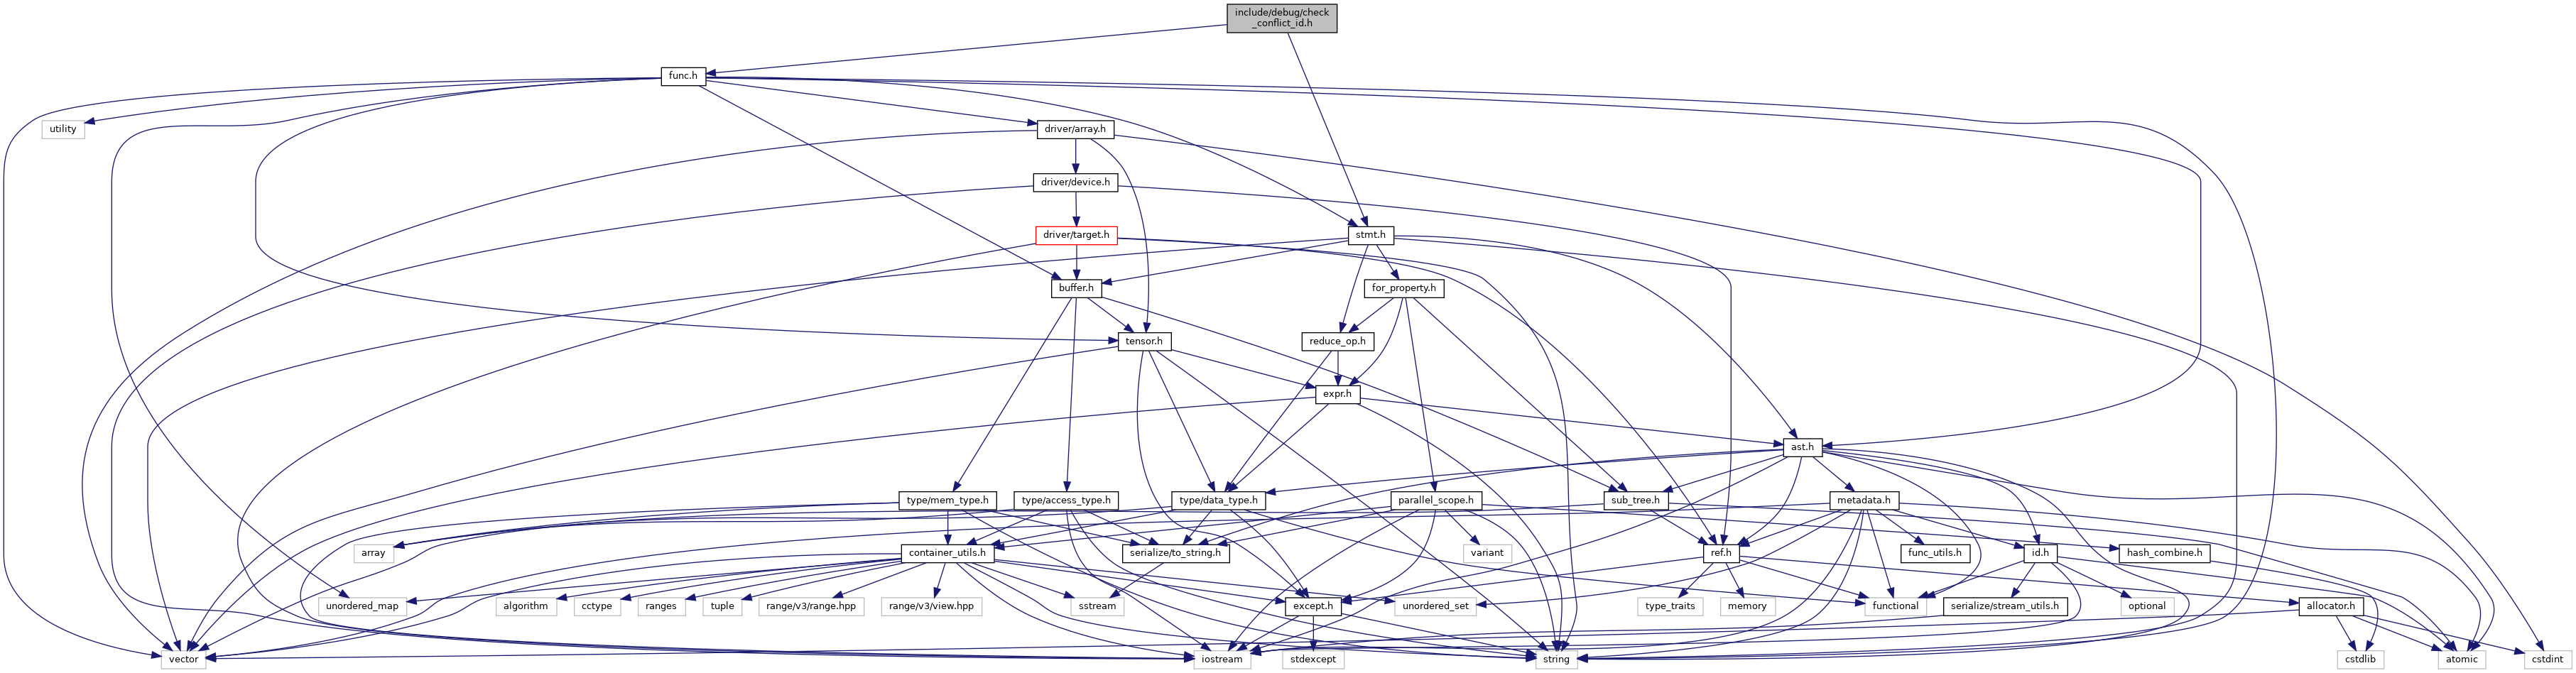 include/debug/check
_conflict_id.h
func.h
utility
driver/array.h
driver/device.h
driver/target.h
stmt.h
buffer.h
for_property.h
tensor.h
reduce_op.h
expr.h
ast.h
type/mem_type.h
type/access_type.h
type/data_type.h
parallel_scope.h
sub_tree.h
metadata.h
array
container_utils.h
serialize/to_string.h
variant
ref.h
func_utils.h
id.h
hash_combine.h
unordered_map
algorithm
cctype
ranges
tuple
range/v3/range.hpp
range/v3/view.hpp
sstream
except.h
unordered_set
type_traits
memory
functional
serialize/stream_utils.h
optional
allocator.h
vector
iostream
stdexcept
string
cstdlib
atomic
cstdint